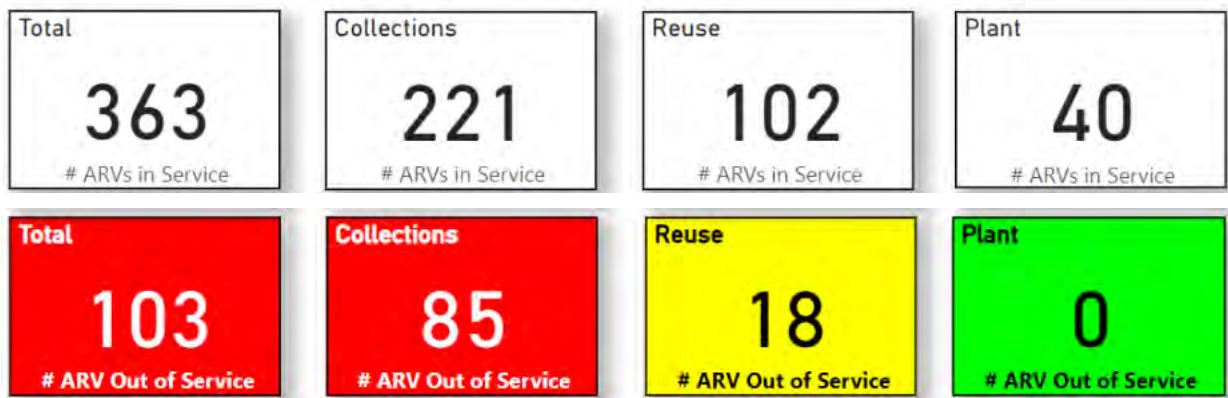 Total
Collections
Reuse
Plant
363
221
102
40
# ARVs in Service
# ARVs in Service
# ARVs in Service
# ARVs in Service
Total
Collections
Reuse
Plant
103
85
18
0
# ARV Out of Service
# ARV Out of Service
# ARV Out of Service
# ARV Out of Service